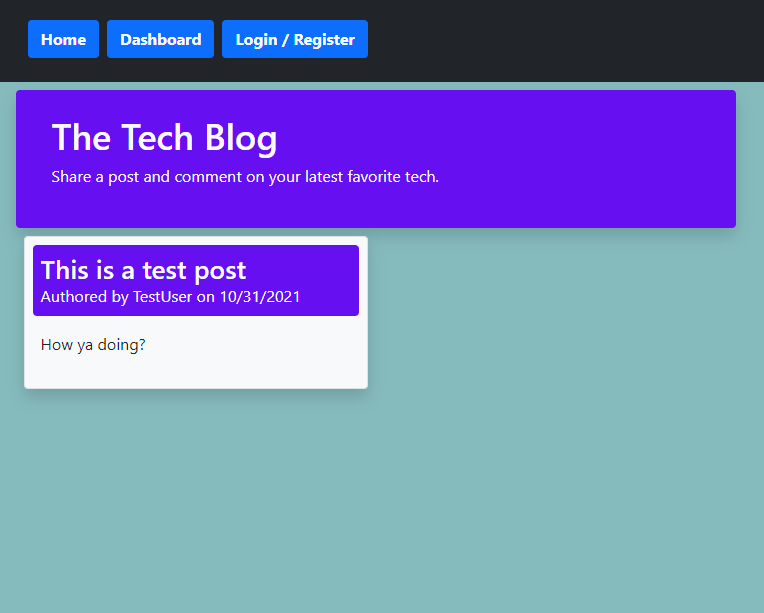 Home Dashboard Login / Register
The Tech Blog
Share a post and comment on your latest favorite tech.
This is a test post
Authored by TestUser on 10/31/2021
How ya doing?